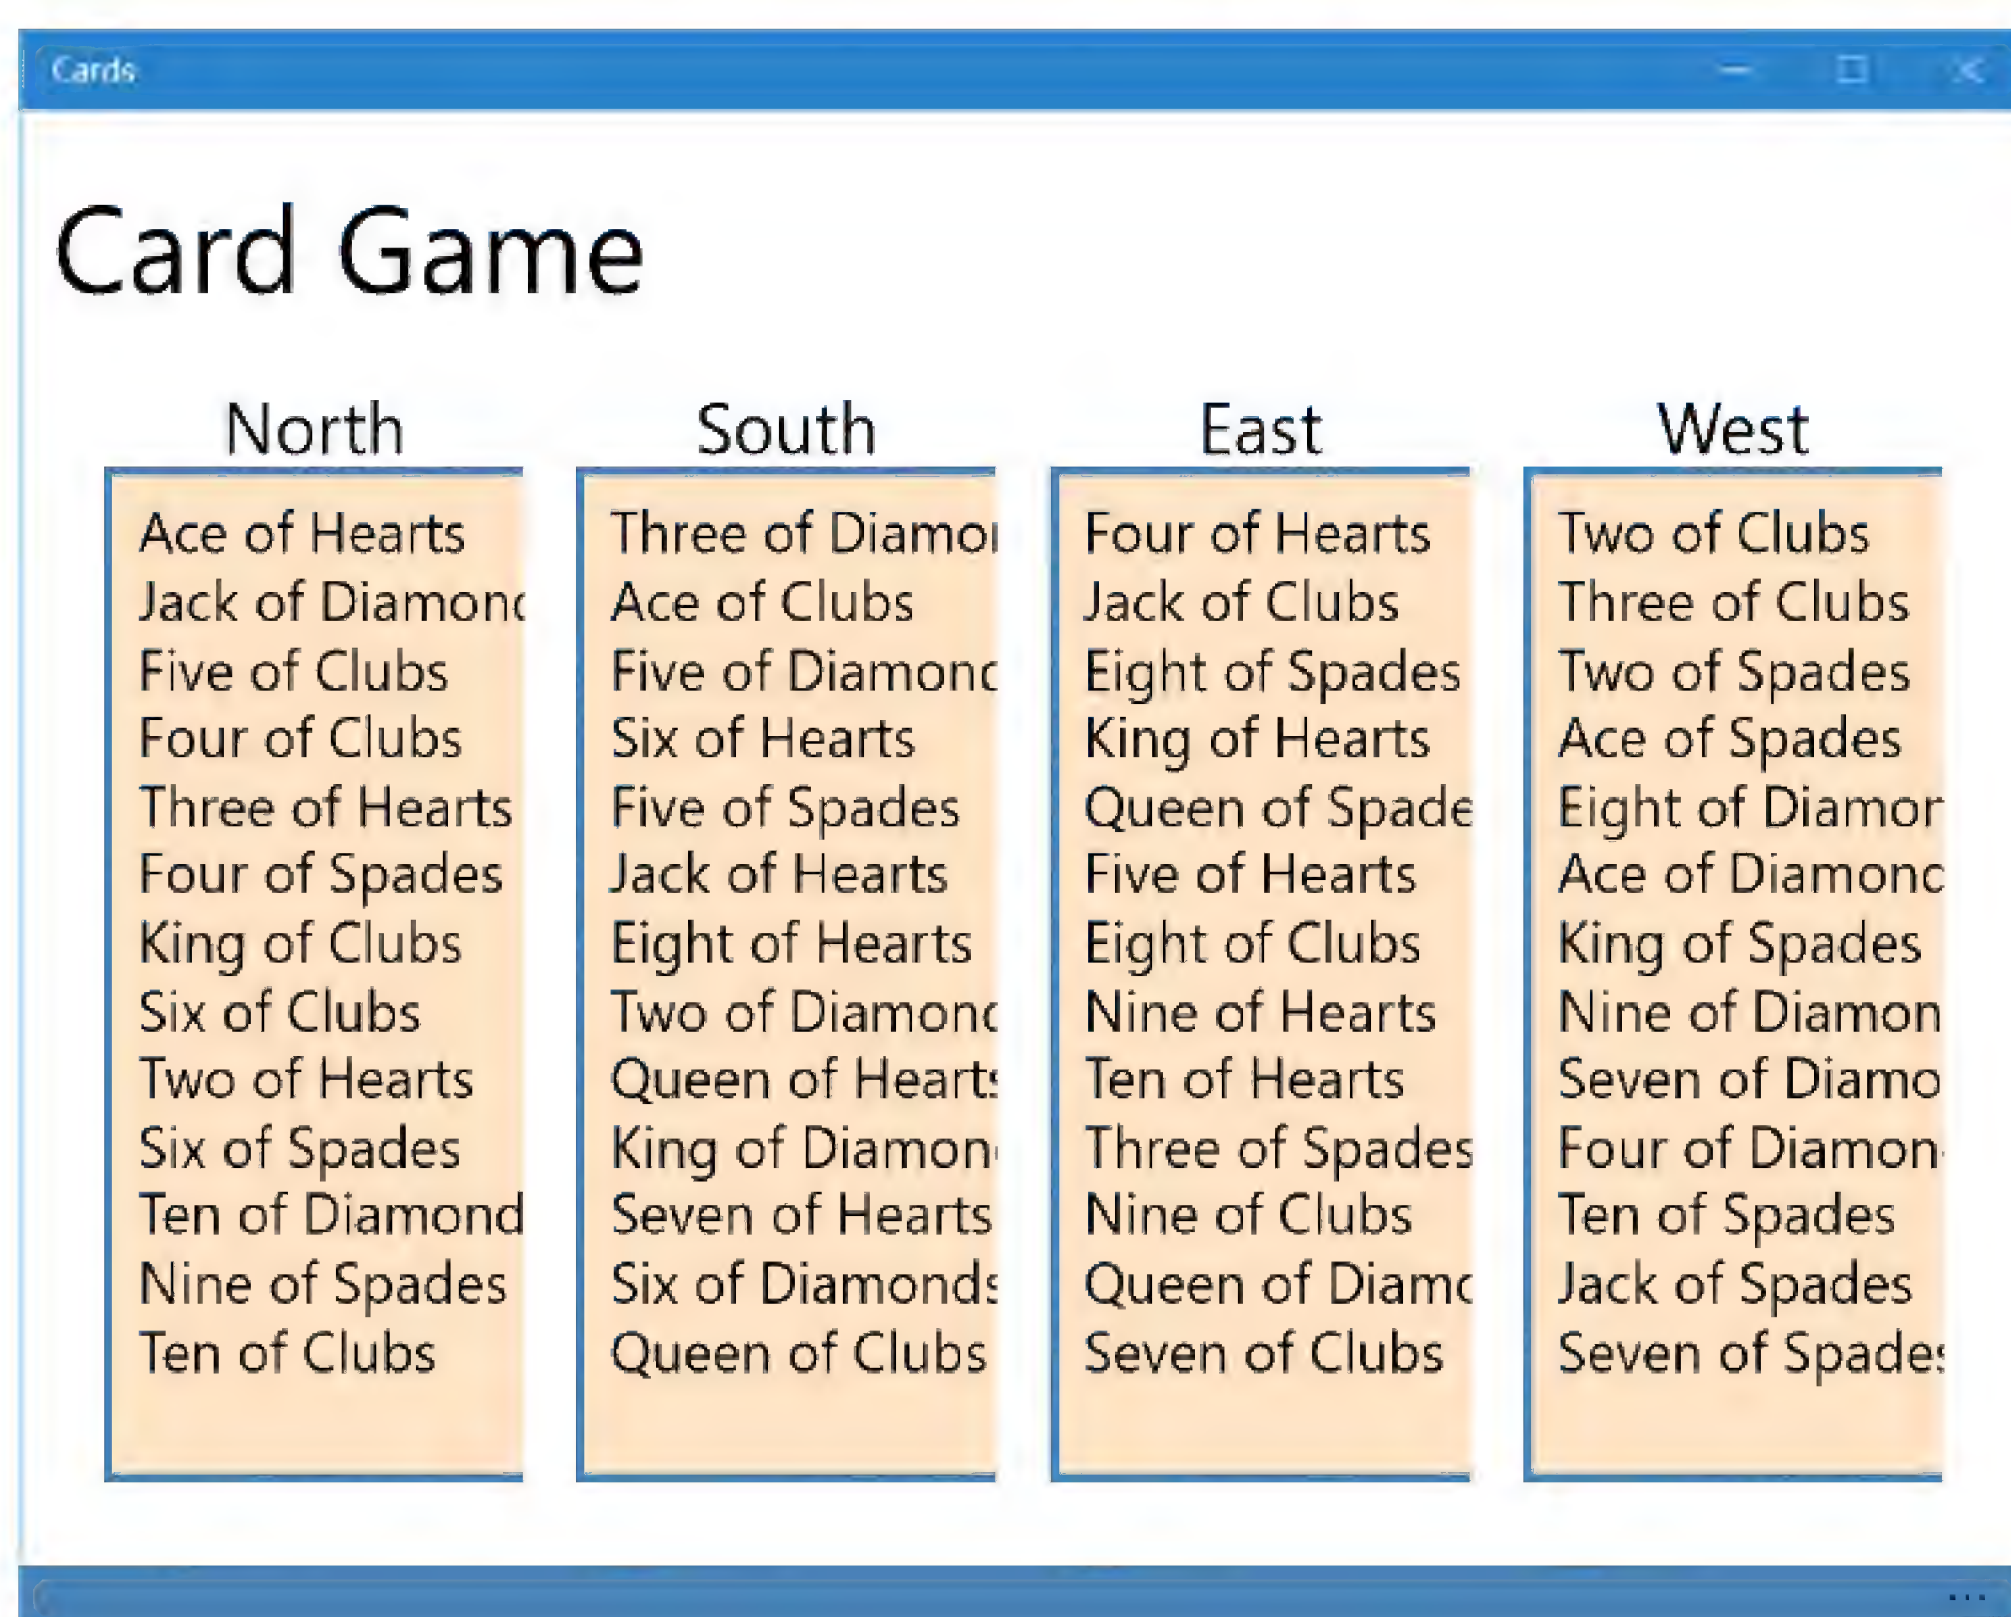 Cards
Card Game
North
Ace of Hearts
Jack of Diamond
Five of Clubs
Four of Clubs
Three of Hearts
Four of Spades
King of Clubs
Six of Clubs
Two of Hearts
Six of Spades
Ten of Diamond
Nine of Spades
Ten of Clubs
South
Three of Diamon
Ace of Clubs
Five of Diamond
Six of Hearts
Five of Spades
Jack of Hearts
Eight of Hearts
Two of Diamond
Queen of Hearts
King of Diamon
Seven of Hearts
Six of Diamonds
Queen of Clubs
East
Four of Hearts
Jack of Clubs
Eight of Spades
King of Hearts
Queen of Spade
Five of Hearts
Eight of Clubs
Nine of Hearts
Ten of Hearts
Three of Spades
Nine of Clubs
Queen of Diamo
Seven of Clubs
West
Two of Clubs
Three of Clubs
Two of Spades
Ace of Spades
Eight of Diamon
Ace of Diamond
King of Spades
Nine of Diamon
Seven of Diamo
Four of Diamon
Ten of Spades
Jack of Spades
Seven of Spades
...